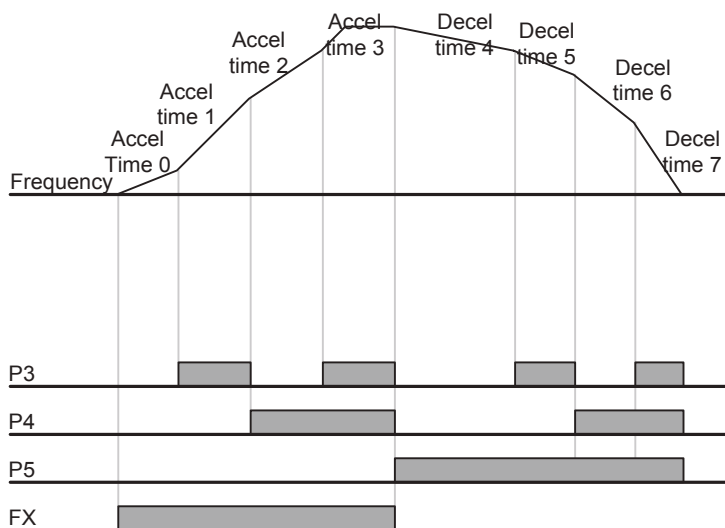 Accel
time 3
Decel
time 4
Decel
time 5
Accel
time 2
Decel
time 6
Accel
time 1
Accel
Time 0
Decel
time 7
Frequency
P3
P4
P5
FX